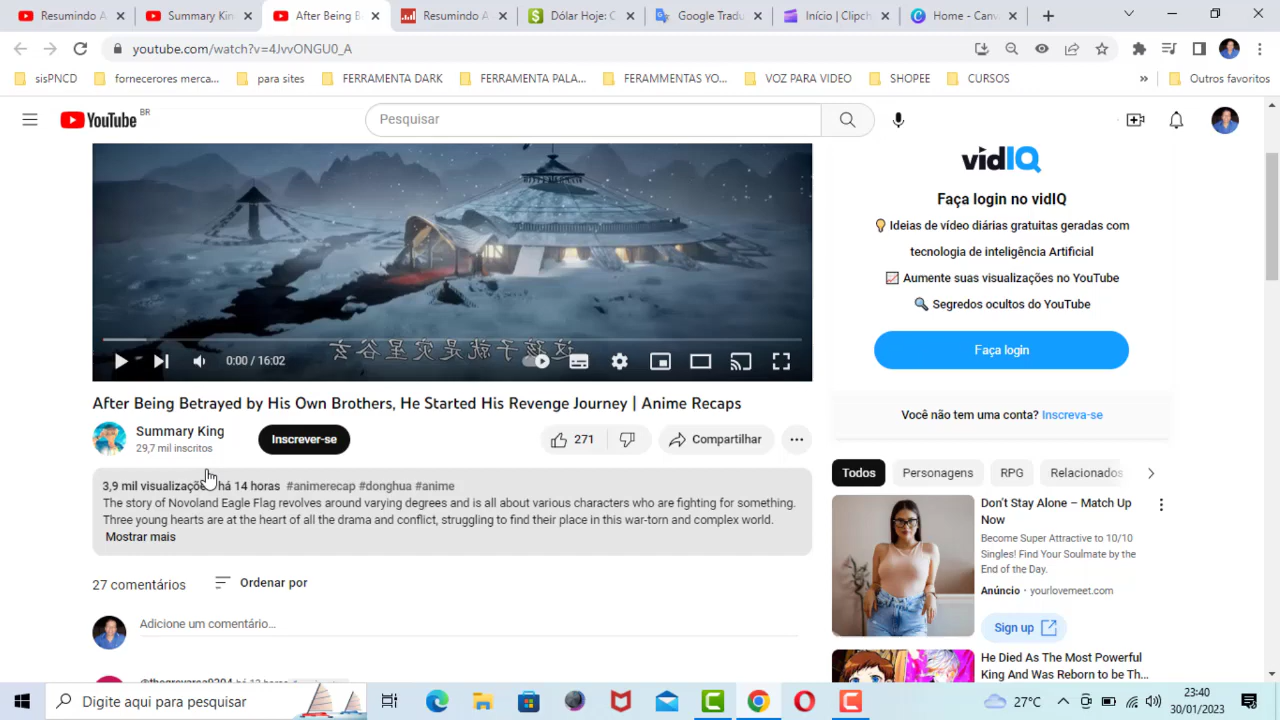 Resumindo A
Resumindo A
After Being B
Resumindo A
Dólar Hoje: C
Google Tradu
Início | Clipch
Home - Canv
youtube.com/watch?v=4JvvONGU0_A
sisPNCD
fornecerores merca...
para sites
FERRAMENTA DARK
FERRAMENTA PALA...
FERAMMENTAS YO...
VOZ PARA VIDEO
SHOPEE
CURSOS
»
Outros favoritos
YouTube BR
Pesquisar
0:00 / 16:02
After Being Betrayed by His Own Brothers, He Started His Revenge Journey | Anime Recaps
Summary King
29,7 mil inscritos
Inscrever-se
271
Compartilhar
3,9 mil visualizaçõe há 14 horas #animerecap #donghua #anime
The story of Novoland Eagle Flag revolves around varying degrees and is all about various characters who are fighting for something.
Three young hearts are at the heart of all the drama and conflict, struggling to find their place in this war-torn and complex world.
Mostrar mais
27 comentários
Ordenar por
Adicione um comentário...
vidIQ
Faça login no vidIQ
Ideias de vídeo diárias gratuitas geradas com
tecnologia de inteligência Artificial
Aumente suas visualizações no YouTube
Segredos ocultos do YouTube
Faça login
Você não tem uma conta? Inscreva-se
Todos
Personagens
RPG
Relacionados
Don't Stay Alone – Match Up
Now
Become Super Attractive to 10/10
Singles! Find Your Soulmate by the
End of the Day.
Anúncio · yourlovemeet.com
Sign up
He Died As The Most Powerful
King And Was Reborn to be Th...
Digite aqui para pesquisar
27°C
23:40
30/01/2023